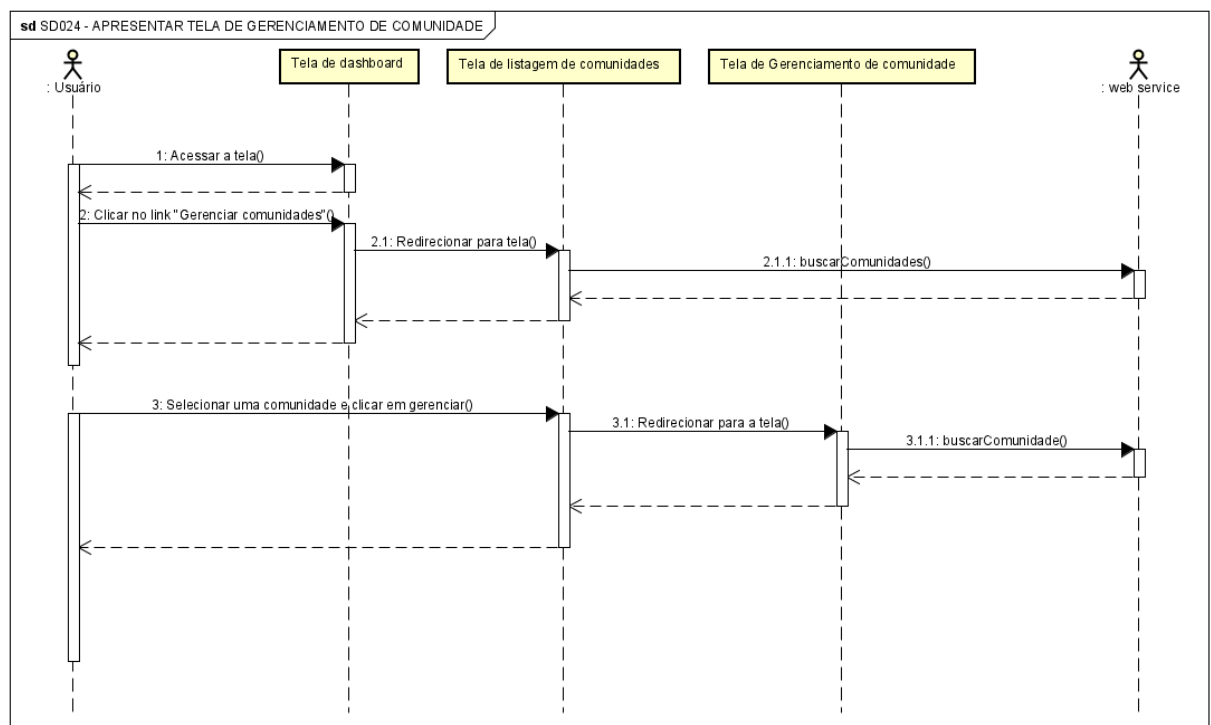 sd SD024 - APRESENTAR TELA DE GERENCIAMENTO DE COMUNIDADE
Tela de dashboard
Tela de listagem de comunidades
Tela de Gerenciamento de comunidade
: Usuário
: web service
1: Acessar a tela()
2: Clicar no link "Gerenciar comunidades"()
2.1: Redirecionar para tela()
2.1.1: buscarComunidades()
3: Selecionar uma comunidade e clicar em gerenciar()
3.1: Redirecionar para a tela()
3.1.1: buscarComunidade()